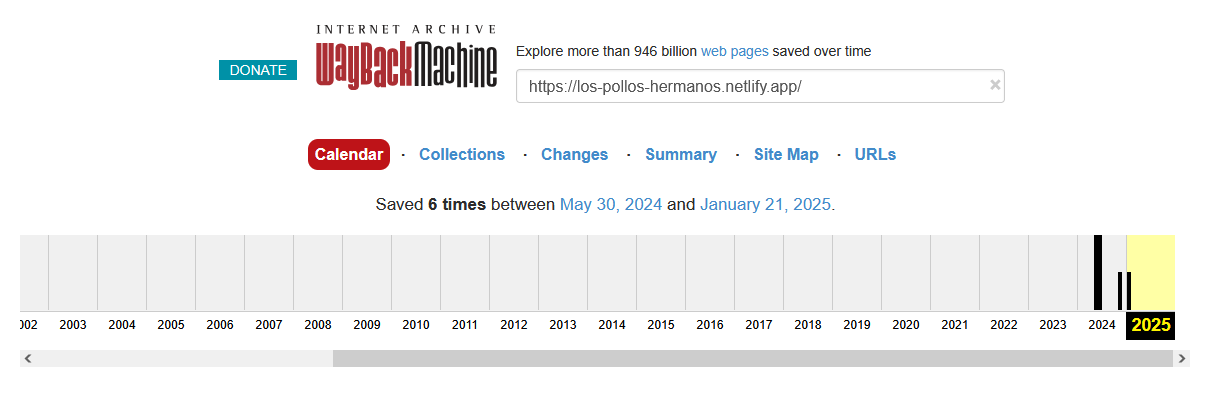 INTERNET ARCHIVE
WayBackMachine
DONATE
Explore more than 946 billion web pages saved over time
https://los-pollos-hermanos.netlify.app/
Calendar · Collections · Changes · Summary · Site Map · URLs
Saved 6 times between May 30, 2024 and January 21, 2025.
002 2003 2004 2005 2006 2007 2008 2009 2010 2011 2012 2013 2014 2015 2016 2017 2018 2019 2020 2021 2022 2023 2024 2025